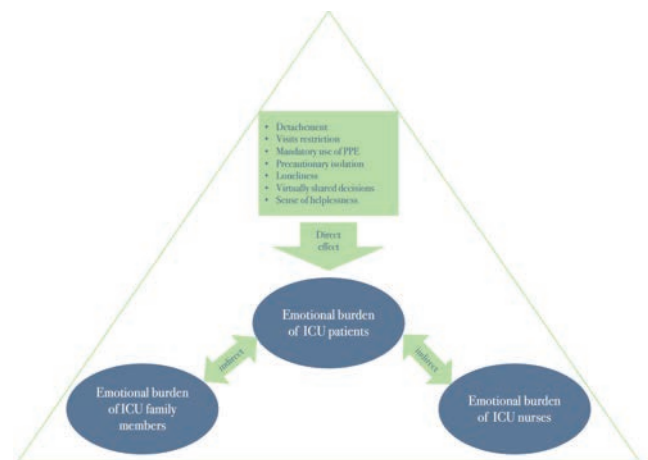 • Detachement
• Visits restriction
• Mandatory use of PPE
• Precautionary isolation
• Loneliness
• Virtually shared decisions
• Sense of helplessness
Direct
effect
Emotional burden
of ICU patients
indirect
indirect
Emotional burden
of ICU family
members
Emotional burden
of ICU nurses